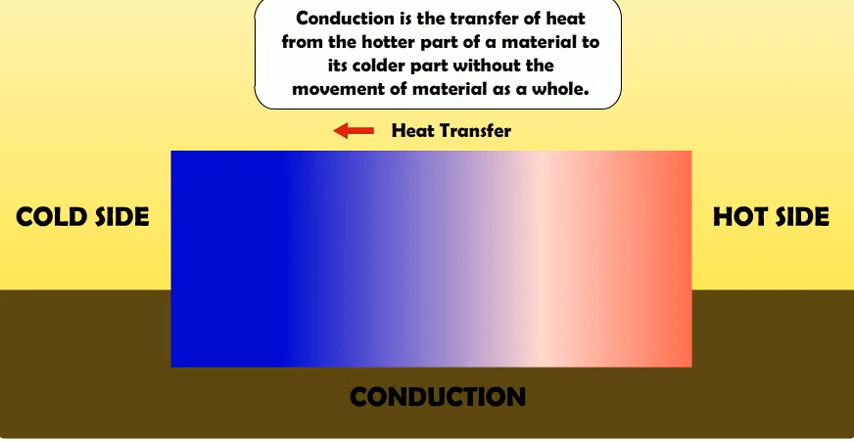 Conduction is the transfer of heat
from the hotter part of a material to
its colder part without the
movement of material as a whole.
Heat Transfer
COLD SIDE
HOT SIDE
CONDUCTION